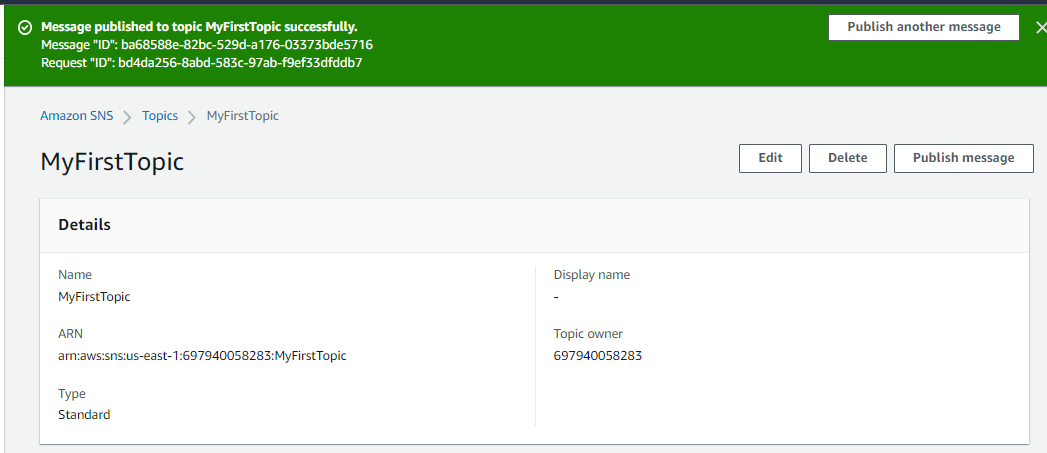 Message published to topic MyFirstTopic successfully.
Publish another message
Message "ID": ba68588e-82bc-529d-a176-03373bde5716
Request "ID": bd4da256-8abd-583c-97ab-f9ef33dfddb7
Amazon SNS
Topics
MyFirstTopic
MyFirstTopic
Edit
Delete
Publish message
Details
Name
MyFirstTopic
Display name
-
ARN
arn:aws:sns:us-east-1:697940058283:MyFirstTopic
Topic owner
697940058283
Type
Standard